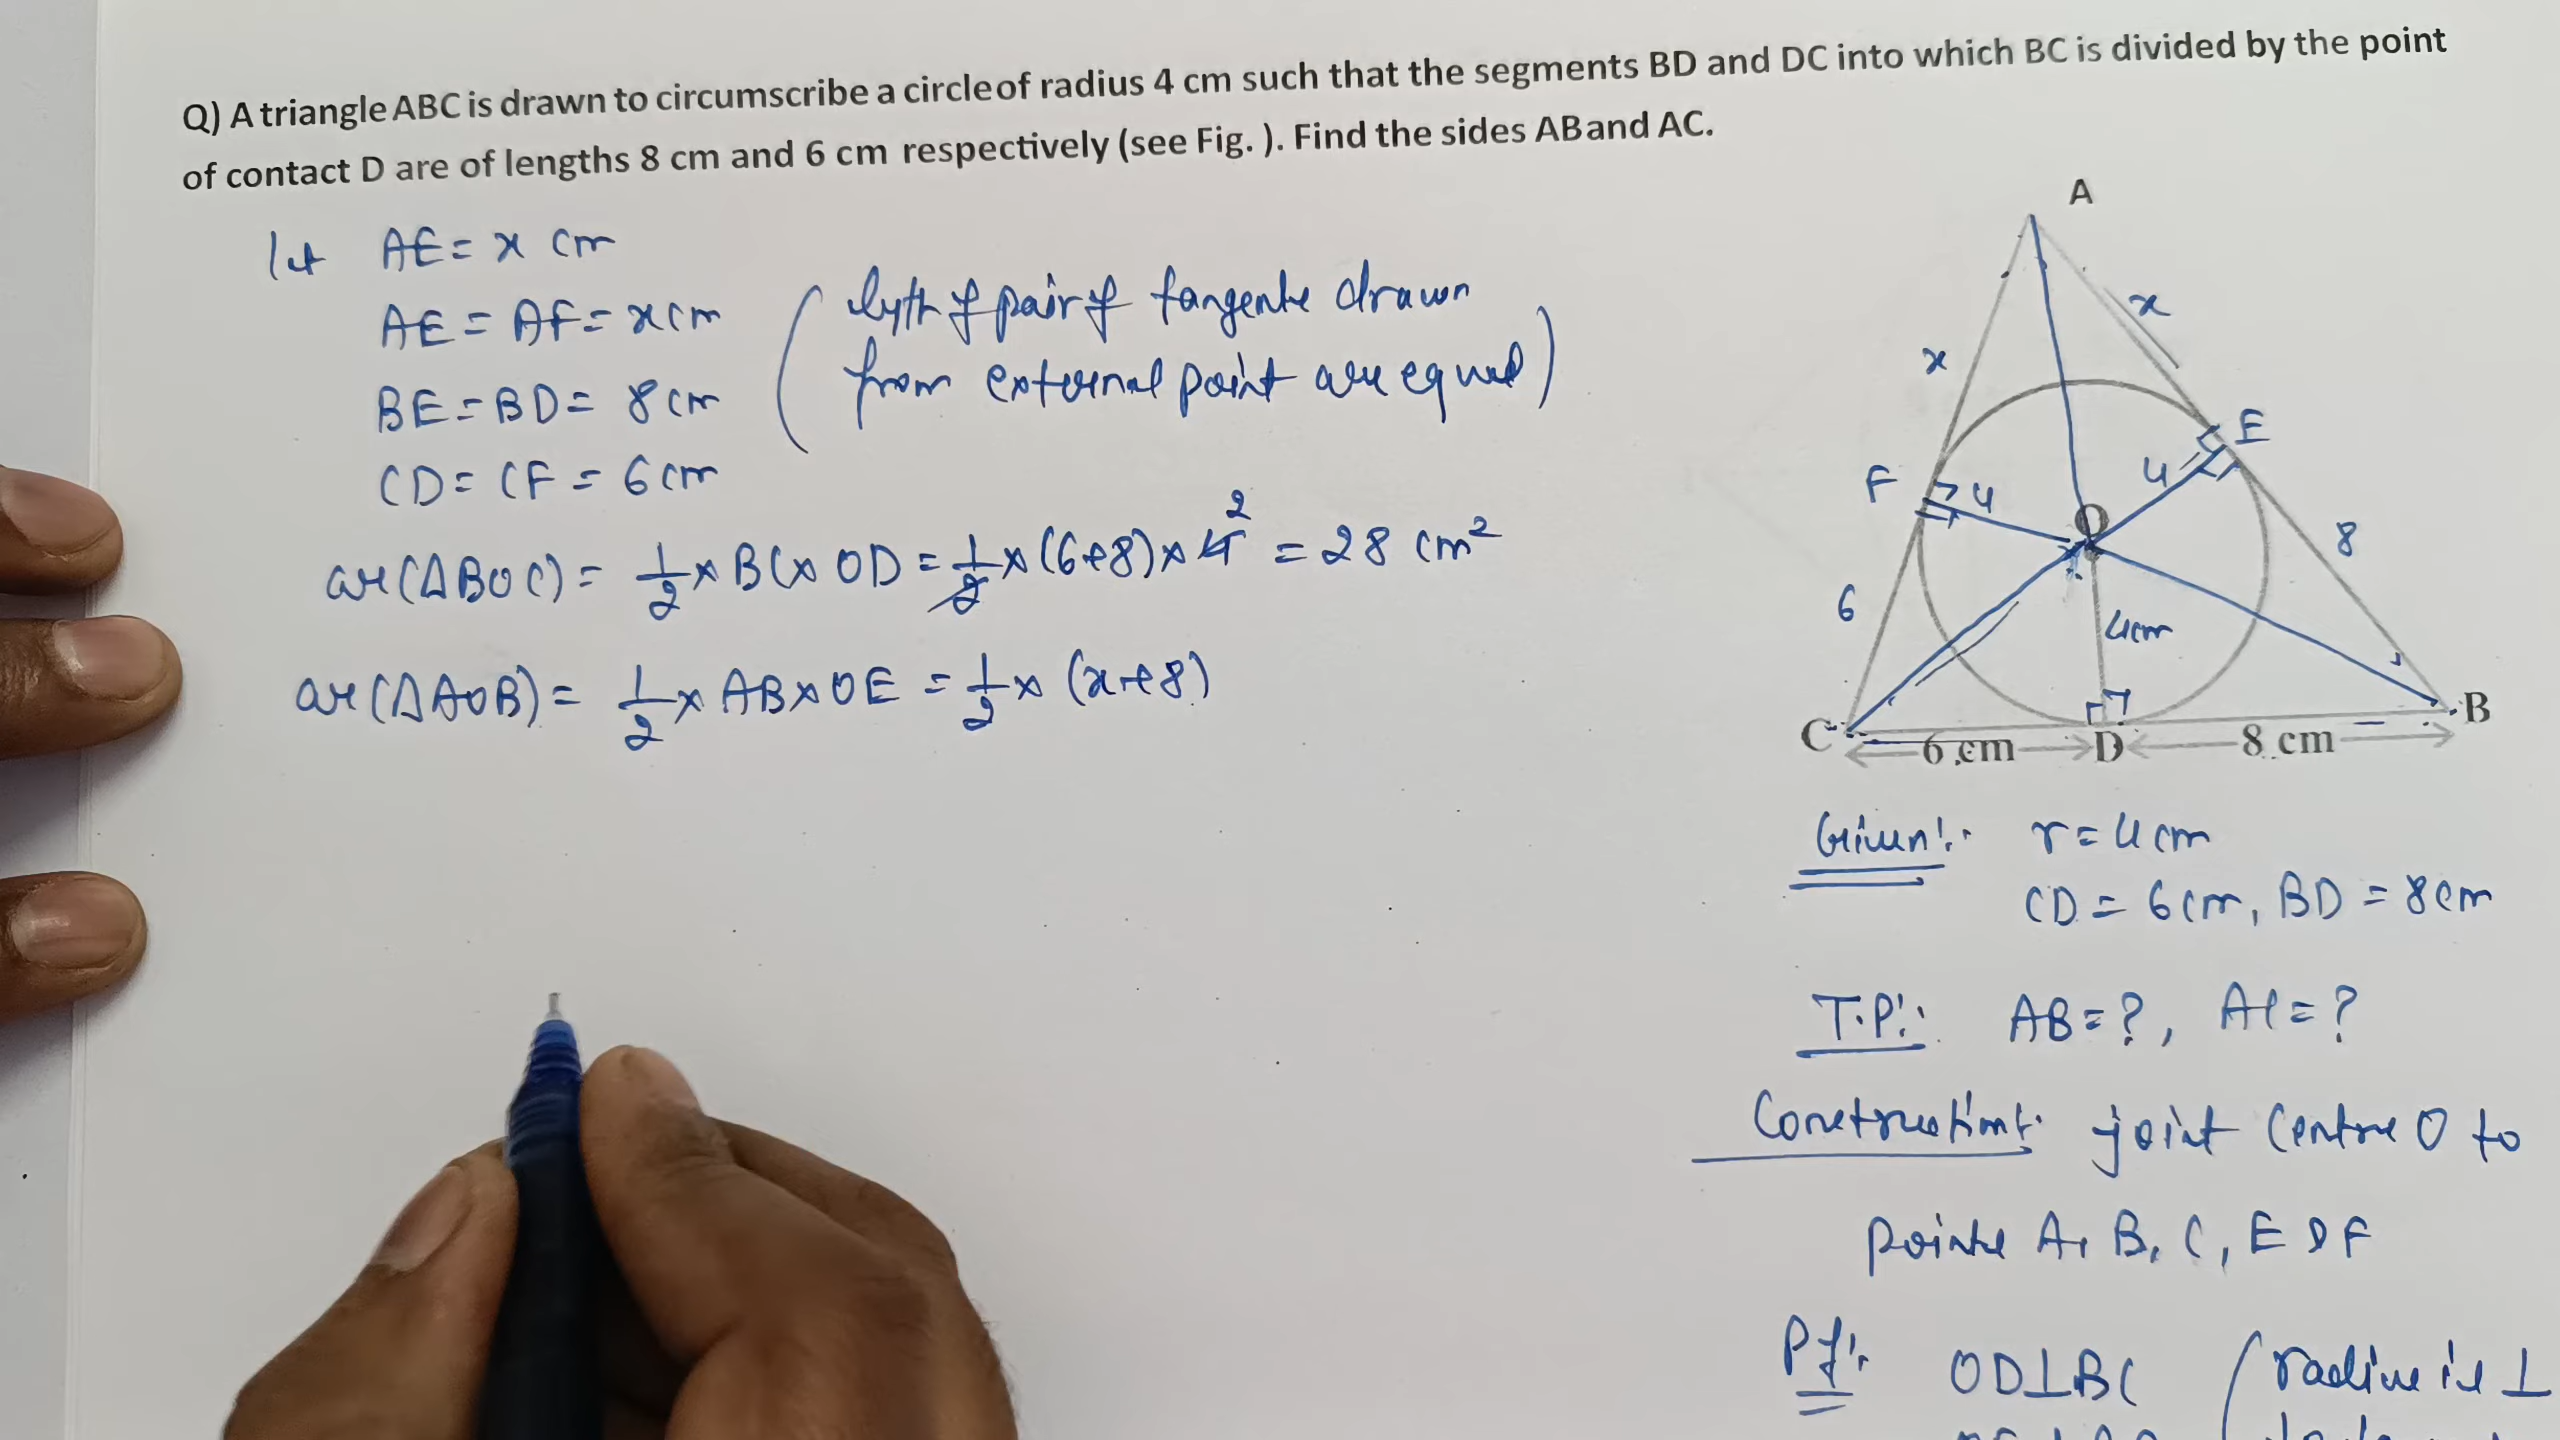 Q) A triangle ABC is drawn to circumscribe a circle of radius 4 cm such that the segments BD and DC into which BC is divided by the point
of contact D are of lengths 8 cm and 6 cm respectively (see Fig. ). Find the sides AB and AC.
let AE = x cm
AE = AF = x cm
BE = BD = 8 cm
CD = CF = 6 cm
(lgth of pair of tangents drawn
from external point are equal)
ar(ΔBOC) = 1/2 × BC × OD = 1/2 × (6+8) × 4 2 = 28 cm²
ar(ΔAOB) = 1/2 × AB × OE = 1/2 × (x+8)
A
x
x
E
F
4
4
O
8
6
4cm
C
B
6 cm
D
8 cm
Given:- r = 4 cm
CD = 6 cm, BD = 8 cm
T.P:- AB = ?, AC = ?
Construction:- joint Centre O to
points A, B, C, E & F
Pf:- OD⊥BC (radius is ⊥